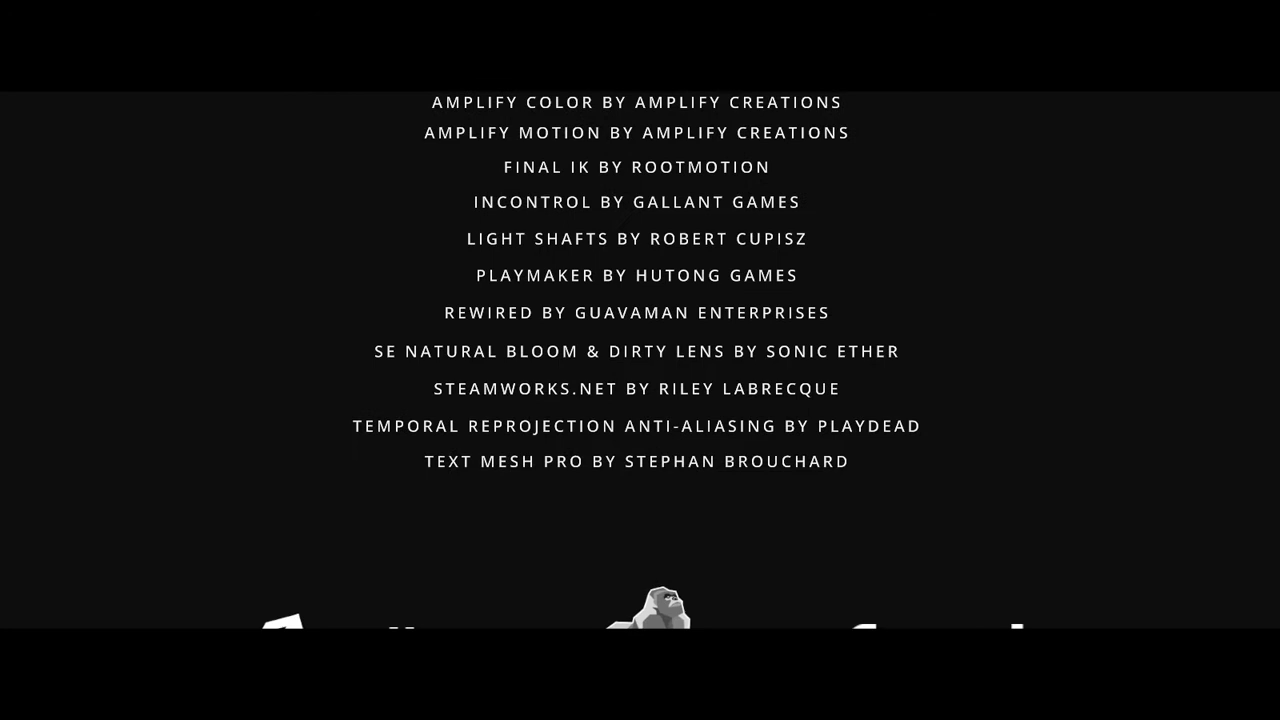 AMPLIFY COLOR BY AMPLIFY CREATIONS
AMPLIFY MOTION BY AMPLIFY CREATIONS
FINAL IK BY ROOTMOTION
INCONTROL BY GALLANT GAMES
LIGHT SHAFTS BY ROBERT CUPISZ
PLAYMAKER BY HUTONG GAMES
REWIRED BY GUAVAMAN ENTERPRISES
SE NATURAL BLOOM & DIRTY LENS BY SONIC ETHER
STEAMWORKS.NET BY RILEY LABRECQUE
TEMPORAL REPROJECTION ANTI-ALIASING BY PLAYDEAD
TEXT MESH PRO BY STEPHAN BROUCHARD